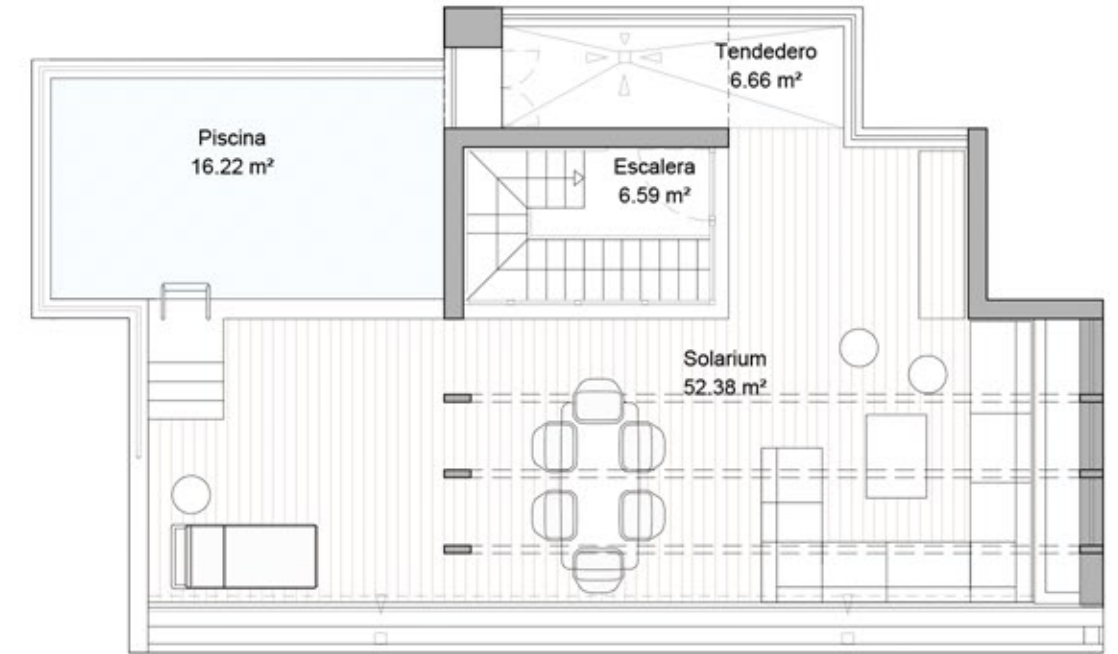 Tendedero
6.66 m²
Piscina
16.22 m²
Escalera
6.59 m²
Solarium
52.38 m²